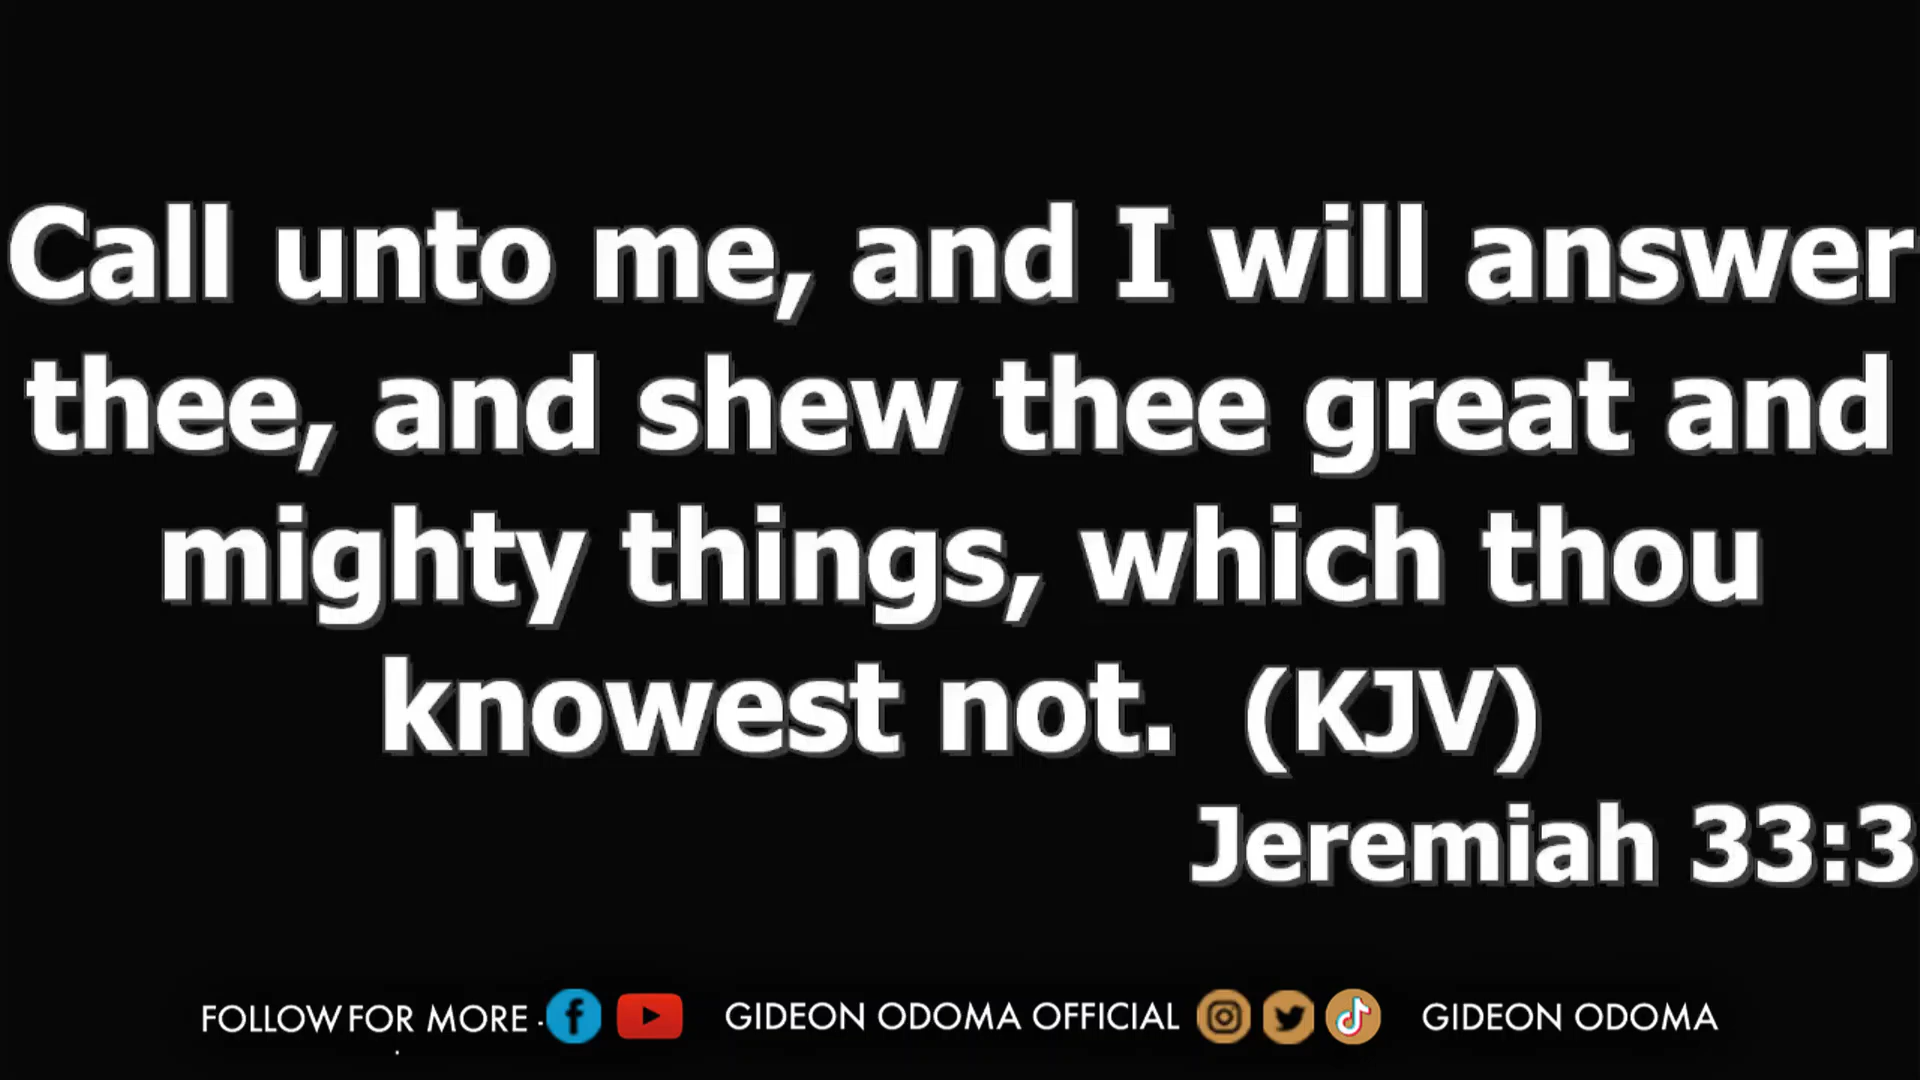 Call unto me, and I will answer
thee, and shew thee great and
mighty things, which thou
knowest not. (KJV)
Jeremiah 33:3
FOLLOW FOR MORE - GIDEON ODOMA OFFICIAL GIDEON ODOMA